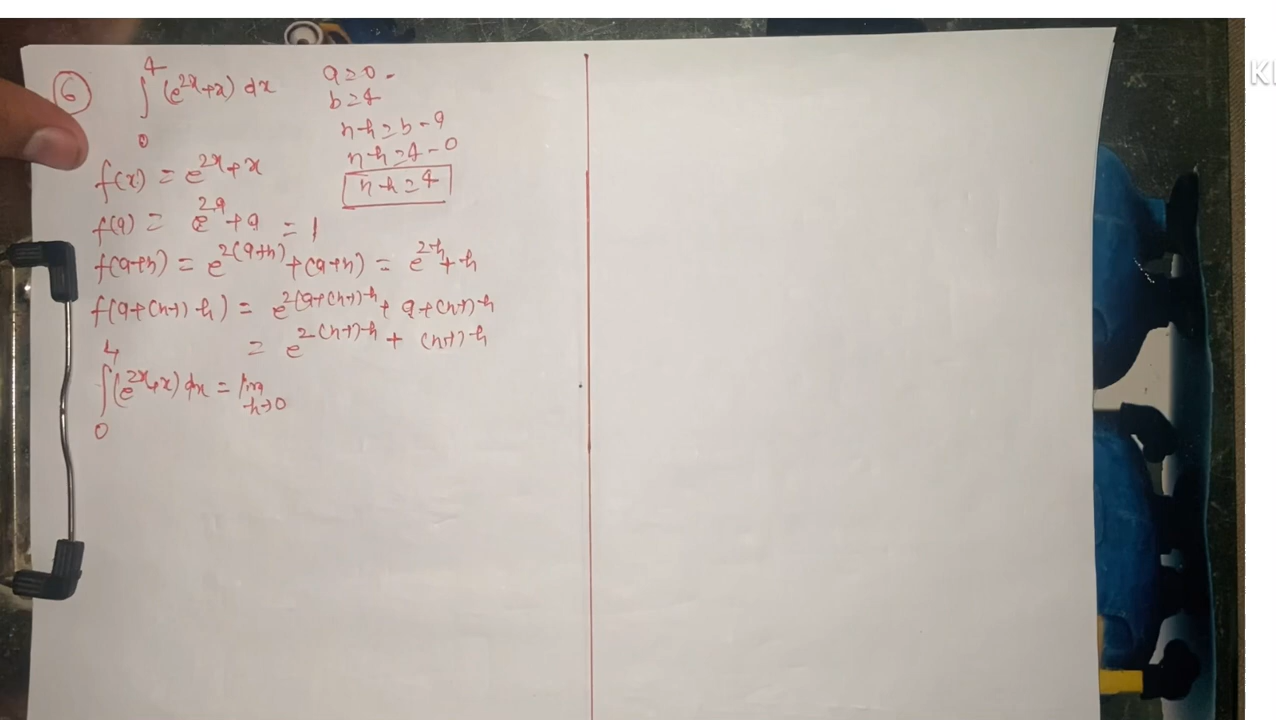 6
∫₀⁴ (e^{2x}+x) dx
a = 0 -
b = 4
nh = b - a
nh = 4 - 0
nh = 4
f(x) = e^{2x}+x
f(a) = e^{2a}+a = 1
f(a+h) = e^{2(a+h)}+(a+h) = e^{2h}+h
f(a+(n-1)h) = e^{2(a+(n-1)h}+ a+(n-1)h
= e^{2(n-1)h} + (n-1)h
∫₀⁴ (e^{2x}+x) dx = lim h→0